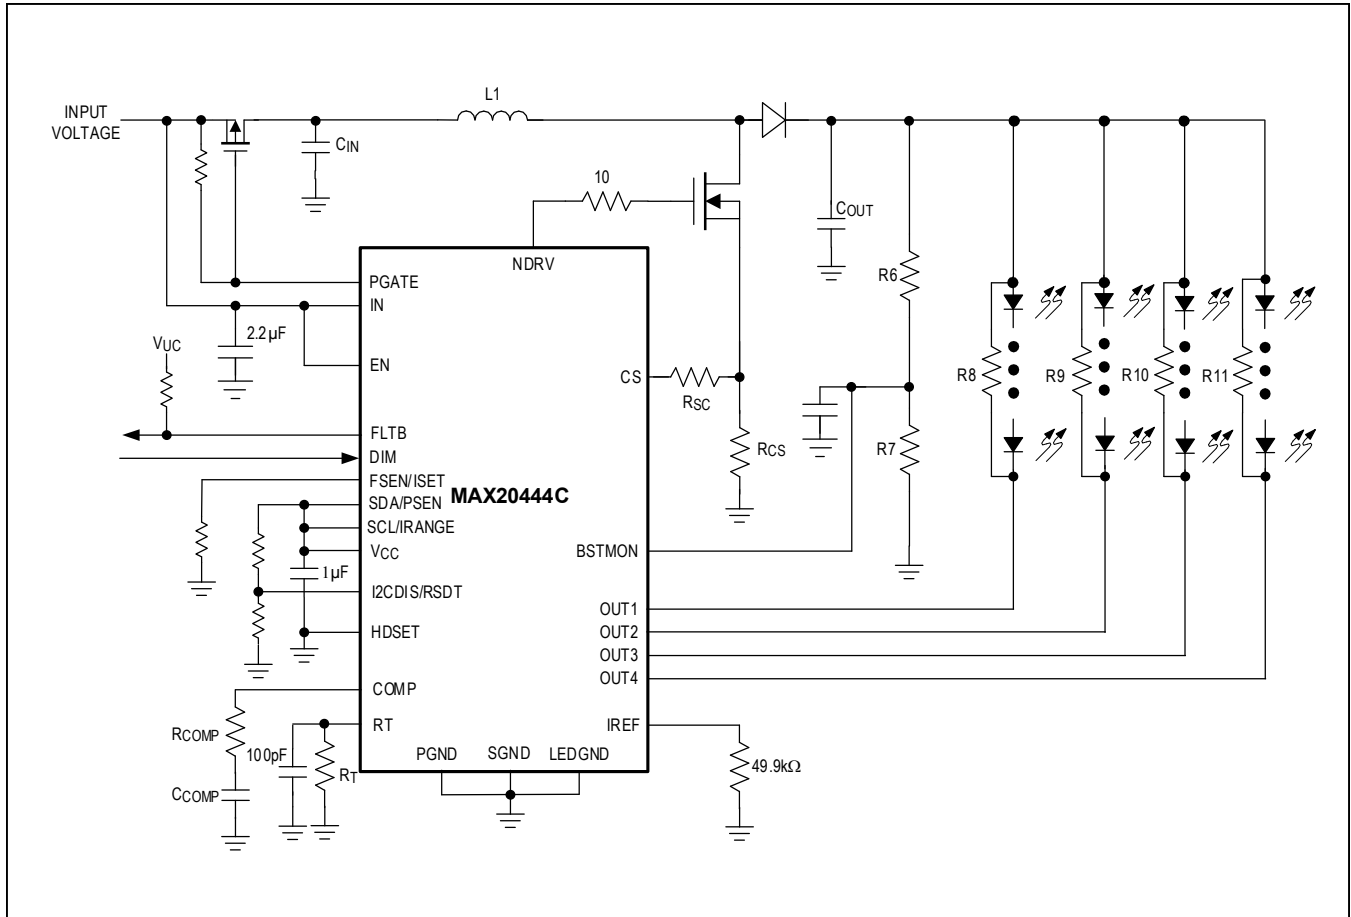 INPUT
VOLTAGE
L1
CIN
10
COUT
NDRV
R6
PGATE
IN
2.2µF
VUC
EN
CS
RSC
R8
R9
R10
R11
FLTB
DIM
RCS
R7
FSEN/ISET
SDA/PSEN
MAX20444C
SCL/IRANGE
VCC
BSTMON
1µF
I2CDIS/RSDT
OUT1
HDSET
OUT2
OUT3
OUT4
COMP
RT
IREF
RCOMP
100pF
PGND
SGND
LEDGND
RT
49.9kΩ
CCOMP